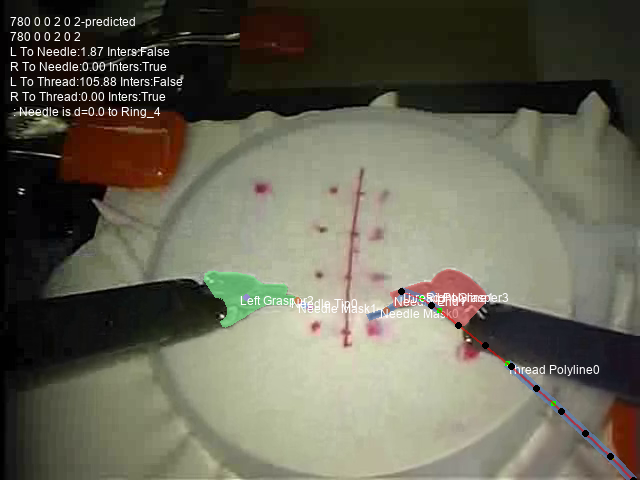 780 0 0 2 0 2-predicted
780 0 0 2 0 2
L To Needle:1.87 Inters:False
R To Needle:0.00 Inters:True
L To Thread:105.88 Inters:False
R To Thread:0.00 Inters:True
: Needle is d=0.0 to Ring_4
Left Grasper2
Needle Tip0
Needle Mask1
Needle Mask0
Thread Polyline0